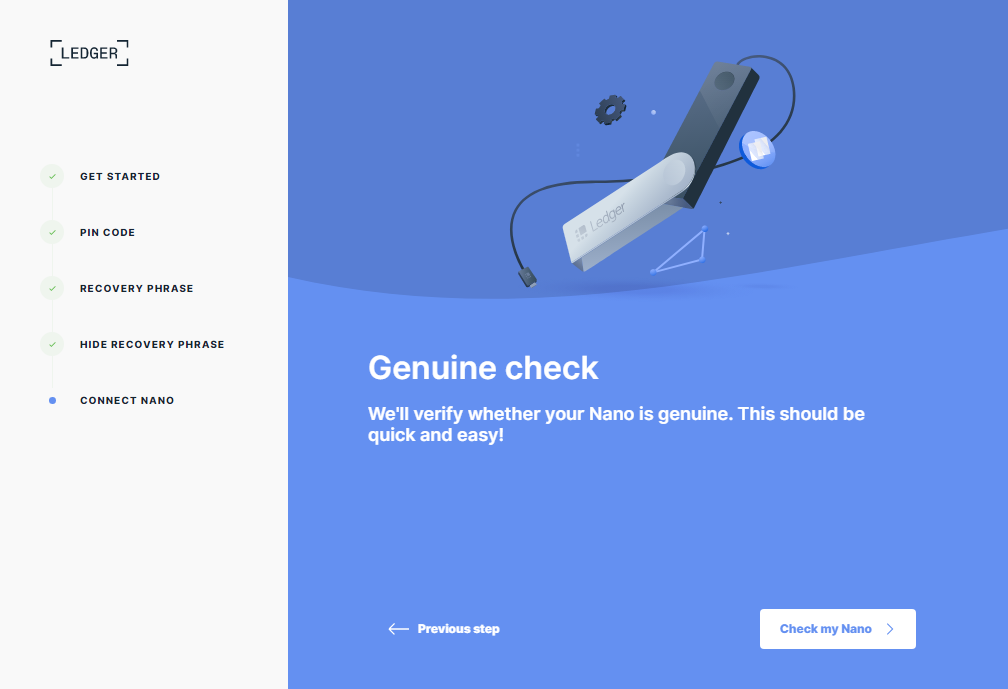 LEDGER
GET STARTED
PIN CODE
RECOVERY PHRASE
HIDE RECOVERY PHRASE
CONNECT NANO
Ledger
Genuine check
We'll verify whether your Nano is genuine. This should be
quick and easy!
Previous step
Check my Nano